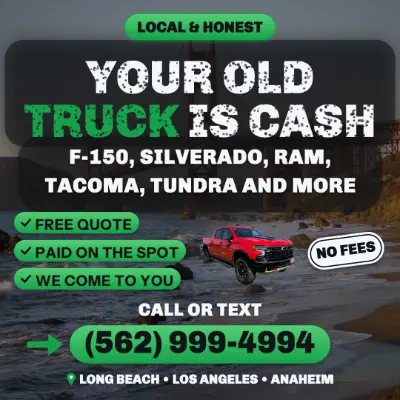 LOCAL & HONEST
YOUR OLD
TRUCK IS CASH
F-150, SILVERADO, RAM,
TACOMA, TUNDRA AND MORE
FREE QUOTE
PAID ON THE SPOT
WE COME TO YOU
NO FEES
CALL OR TEXT
(562) 999-4994
LONG BEACH • LOS ANGELES • ANAHEIM